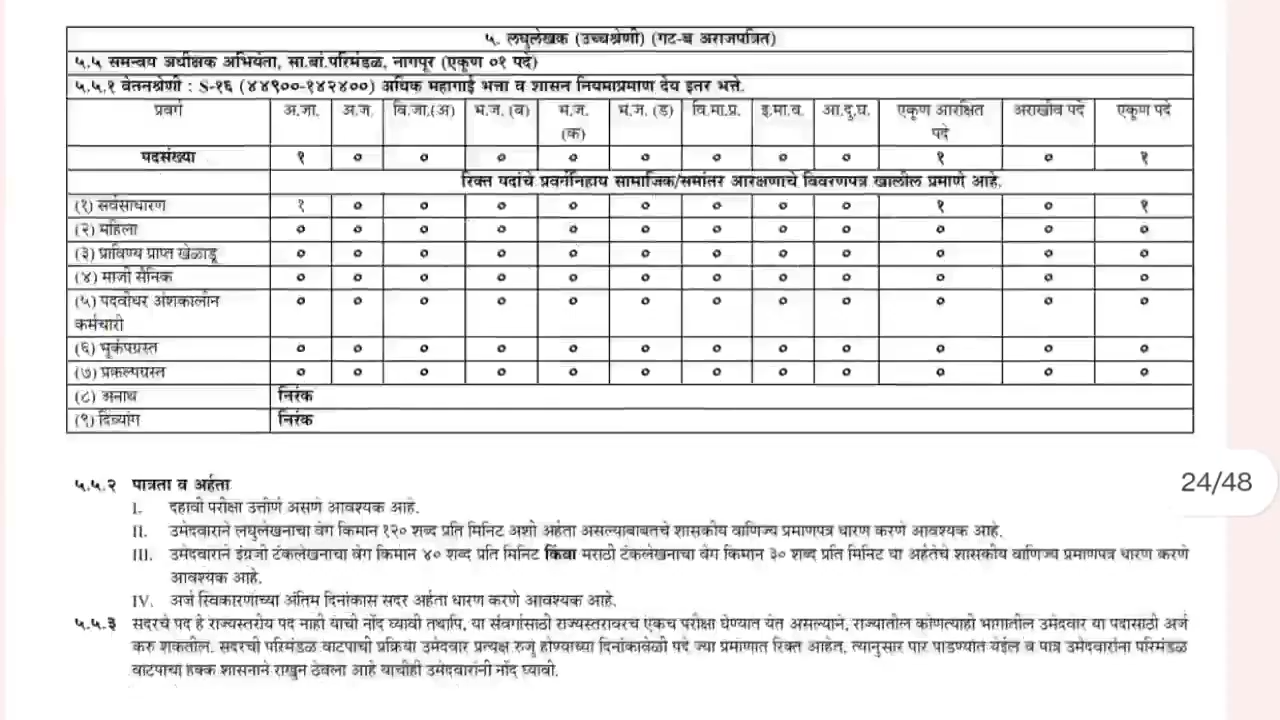 ५. लघुलेखक (उच्चश्रेणी) (गट-ब अराजपत्रित)
५.५ समन्वय अधीक्षक अभियंता, सा.बां.परिमंडळ, नागपूर (एकूण ०१ पदे)
५.५.१ वेतनश्रेणी : S-१६ (४४९००-१४२४००) अधिक महागाई भत्ता व शासन नियमाप्रमाणे देय इतर भत्ते.
प्रवर्ग अ.जा. अ.ज. वि.जा.(अ) भ.ज. (ब) भ.ज. (क) भ.ज. (ड) वि.मा.प्र. इ.मा.व. आ.दु.घ. एकूण आरक्षित पदे अराखीव पदे एकूण पदे
पदसंख्या १ ० ० ० ० ० ० ० ० १ ० १
रिक्त पदांचे प्रवर्गनिहाय सामाजिक/समांतर आरक्षणाचे विवरणपत्र खालील प्रमाणे आहे.
(१) सर्वसाधारण १ ० ० ० ० ० ० ० ० १ ० १
(२) महिला ० ० ० ० ० ० ० ० ० ० ० ०
(३) प्राविण्य प्राप्त खेळाडू ० ० ० ० ० ० ० ० ० ० ० ०
(४) माजी सैनिक ० ० ० ० ० ० ० ० ० ० ० ०
(५) पदवीधर अंशकालीन कर्मचारी ० ० ० ० ० ० ० ० ० ० ० ०
(६) भूकंपग्रस्त ० ० ० ० ० ० ० ० ० ० ० ०
(७) प्रकल्पग्रस्त ० ० ० ० ० ० ० ० ० ० ० ०
(८) अनाथ निरंक
(९) दिव्यांग निरंक
५.५.२ पात्रता व अर्हता
24/48
I. दहावी परीक्षा उत्तीर्ण असणे आवश्यक आहे.
II. उमेदवाराने लघुलेखनाचा वेग किमान १२० शब्द प्रति मिनिट अशी अर्हता असल्याबाबतचे शासकीय वाणिज्य प्रमाणपत्र धारण करणे आवश्यक आहे.
III. उमेदवाराने इंग्रजी टंकलेखनाचा वेग किमान ४० शब्द प्रति मिनिट किंवा मराठी टंकलेखनाचा वेग किमान ३० शब्द प्रति मिनिट या अर्हतेचे शासकीय वाणिज्य प्रमाणपत्र धारण करणे
आवश्यक आहे.
IV. अर्ज स्विकारणाच्या अंतिम दिनांकास सदर अर्हता धारण करणे आवश्यक आहे.
५.५.३ सदरचे पद हे राज्यस्तरीय पद नाही याची नोंद घ्यावी तथापि, या संवर्गासाठी राज्यस्तरावरच एकच परीक्षा घेण्यात येत असल्याने, राज्यातील कोणत्याही भागातील उमेदवार या पदासाठी अर्ज
करु शकतील. सदरची परिमंडळ वाटपाची प्रक्रिया उमेदवार प्रत्यक्ष रुजु होण्याच्या दिनांकावेळी पदे ज्या प्रमाणात रिक्त आहेत, त्यानुसार पार पाडण्यात येईल व पात्र उमेदवारांना परिमंडळ
वाटपाचा हक्क शासनाने राखुन ठेवला आहे याचीही उमेदवारांनी नोंद घ्यावी.